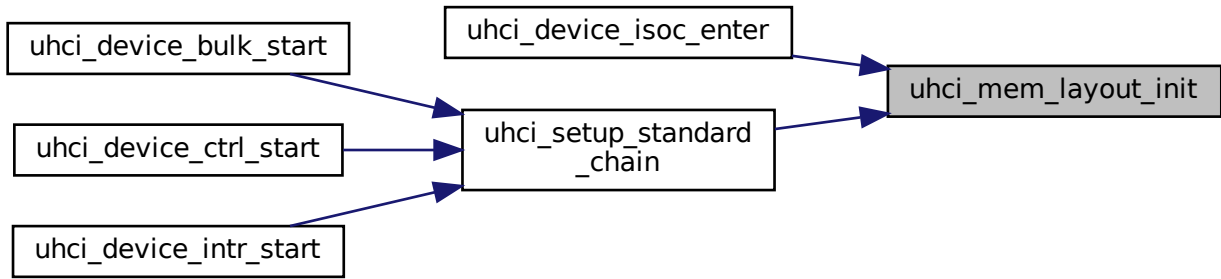 uhci_device_bulk_start
uhci_device_ctrl_start
uhci_device_intr_start
uhci_device_isoc_enter
uhci_setup_standard
_chain
uhci_mem_layout_init